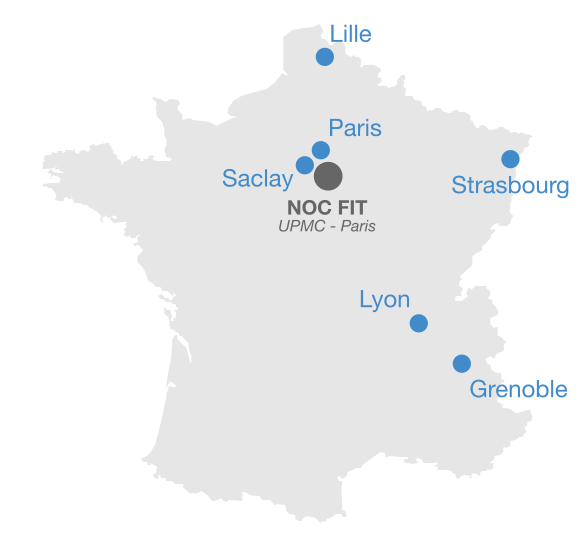 Lille
Paris
Saclay
Strasbourg
NOC FIT
UPMC - Paris
Lyon
Grenoble